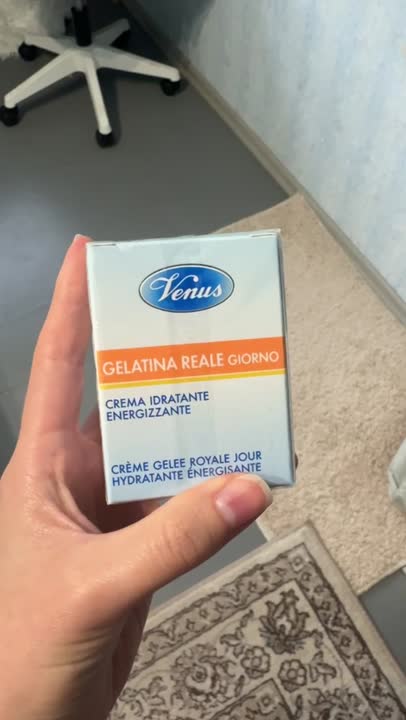 Venus
GELATINA REALE GIORNO
CREMA IDRATANTE
ENERGIZZANTE
CRÈME GELEE ROYALE JOUR
HYDRATANTE ÉNERGISANTE